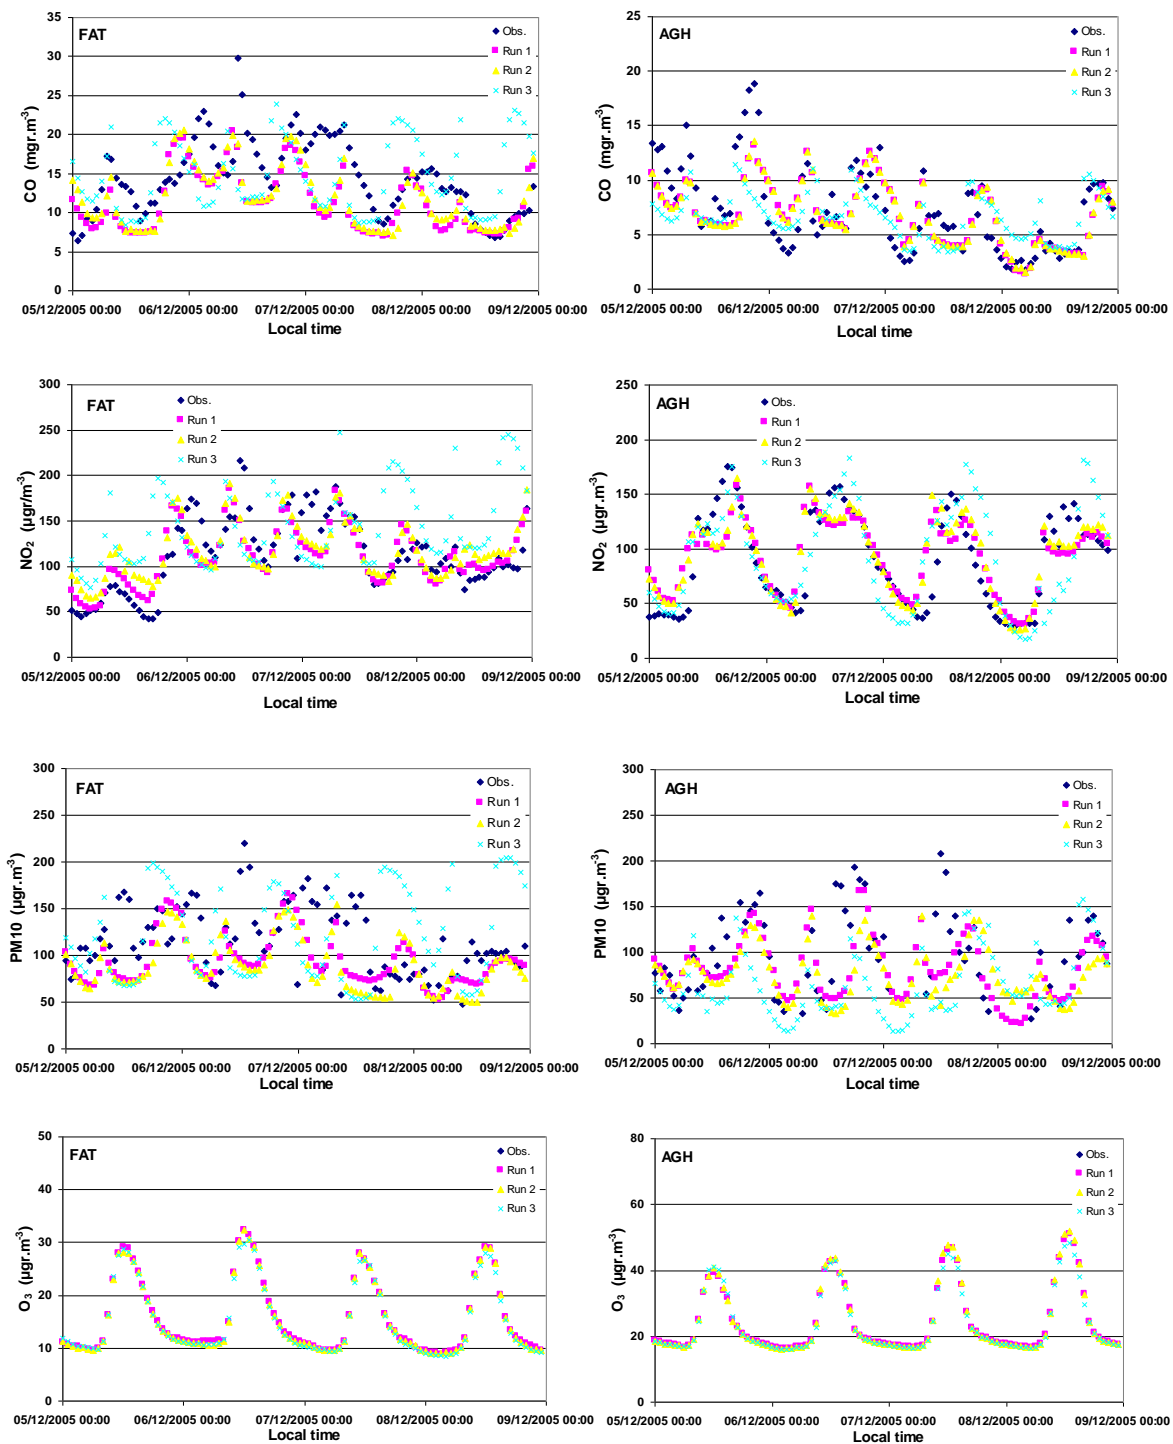 FAT
35
30
25
20
15
10
5
0
CO (mgr.m-3)
Obs.
Run 1
Run 2
Run 3
05/12/2005 00:00 06/12/2005 00:00 07/12/2005 00:00 08/12/2005 00:00 09/12/2005 00:00
Local time
AGH
25
20
15
10
5
0
CO (mgr.m-3)
Obs.
Run 1
Run 2
Run 3
05/12/2005 00:00 06/12/2005 00:00 07/12/2005 00:00 08/12/2005 00:00 09/12/2005 00:00
Local time
FAT
300
250
200
150
100
50
0
NO2 (µgr/m-3)
Obs.
Run 1
Run 2
Run 3
05/12/2005 00:00 06/12/2005 00:00 07/12/2005 00:00 08/12/2005 00:00 09/12/2005 00:00
Local time
AGH
250
200
150
100
50
0
NO2 (µgr.m-3)
Obs.
Run 1
Run 2
Run 3
05/12/2005 00:00 06/12/2005 00:00 07/12/2005 00:00 08/12/2005 00:00 09/12/2005 00:00
Local time
FAT
300
250
200
150
100
50
0
PM10 (µgr.m-3)
Obs.
Run 1
Run 2
Run 3
05/12/2005 00:00 06/12/2005 00:00 07/12/2005 00:00 08/12/2005 00:00 09/12/2005 00:00
Local time
AGH
300
250
200
150
100
50
0
PM10 (µgr.m-3)
Obs.
Run 1
Run 2
Run 3
05/12/2005 00:00 06/12/2005 00:00 07/12/2005 00:00 08/12/2005 00:00 09/12/2005 00:00
Local time
FAT
50
40
30
20
10
0
O3 (µgr.m-3)
Obs.
Run 1
Run 2
Run 3
05/12/2005 00:00 06/12/2005 00:00 07/12/2005 00:00 08/12/2005 00:00 09/12/2005 00:00
Local time
AGH
80
60
40
20
0
O3 (µgr.m-3)
Obs.
Run 1
Run 2
Run 3
05/12/2005 00:00 06/12/2005 00:00 07/12/2005 00:00 08/12/2005 00:00 09/12/2005 00:00
Local time